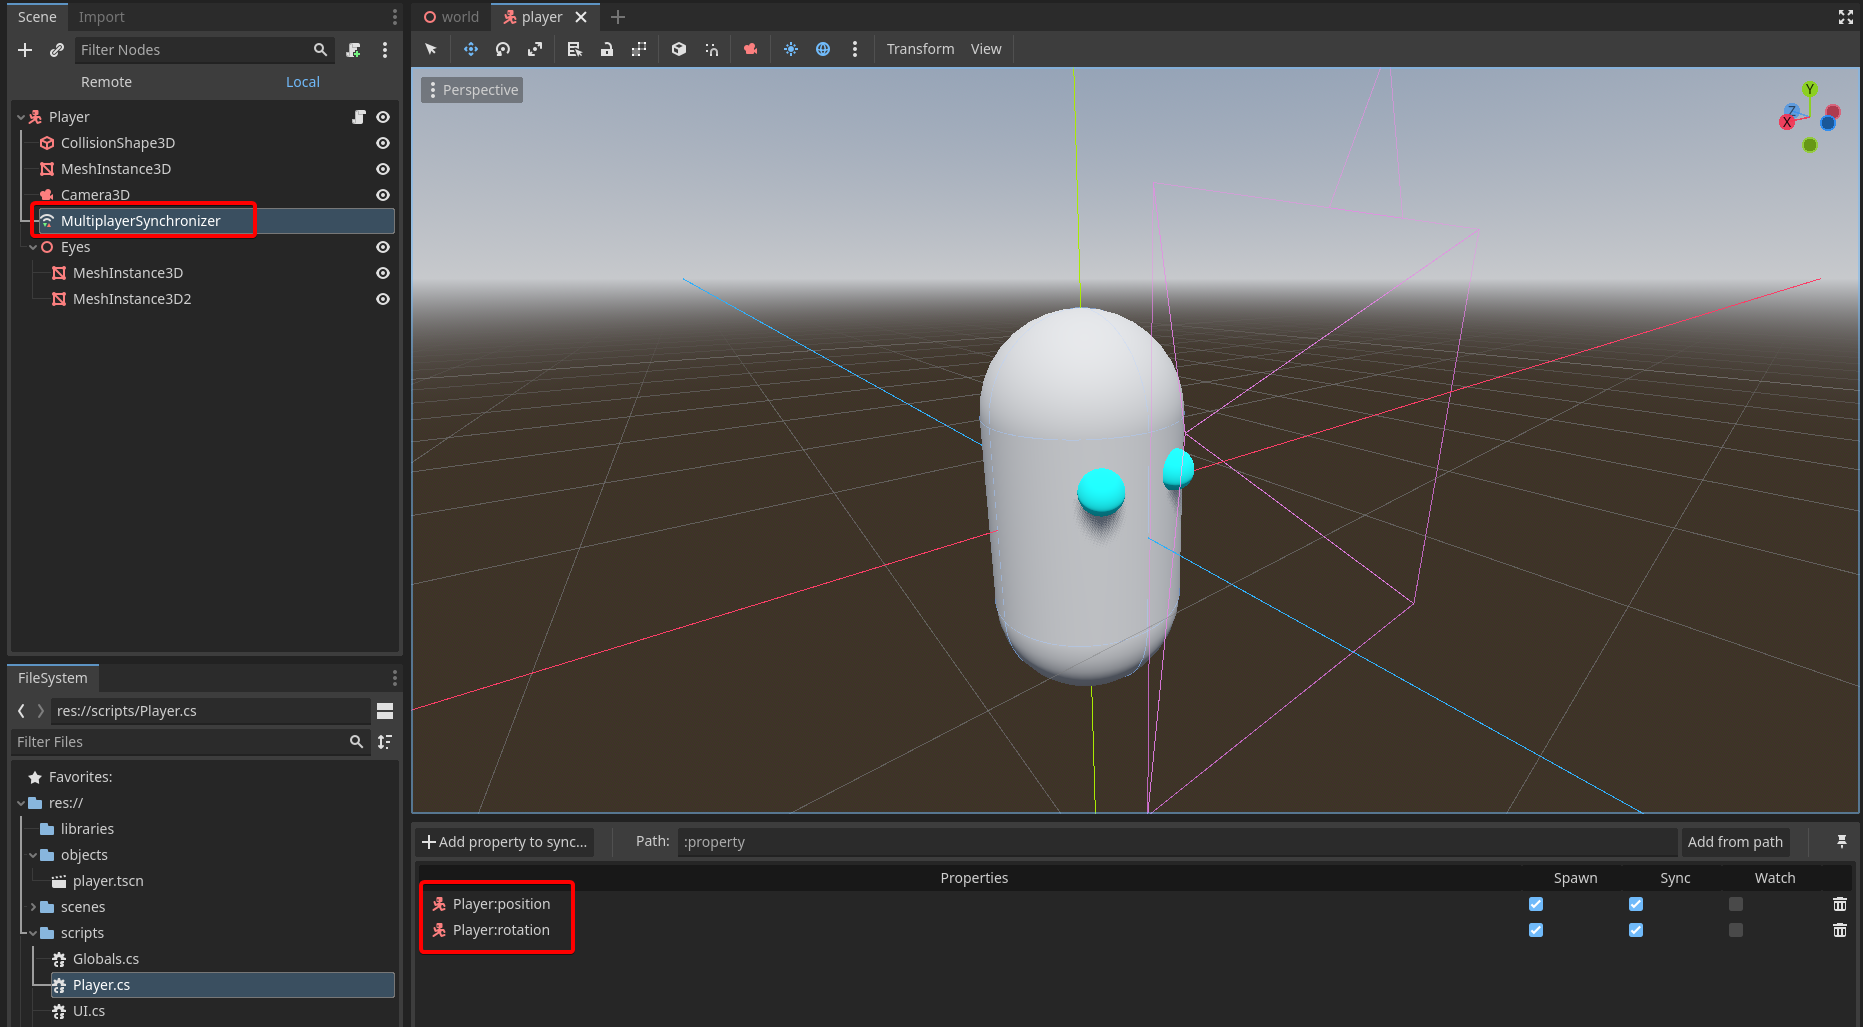 Scene
Import
Filter Nodes
Remote
Local
Player
CollisionShape3D
MeshInstance3D
Camera3D
MultiplayerSynchronizer
Eyes
MeshInstance3D
MeshInstance3D2
FileSystem
res://scripts/Player.cs
Filter Files
Favorites:
res://
libraries
objects
player.tscn
scenes
scripts
Globals.cs
Player.cs
UI.cs
world
player
Transform
View
Perspective
Y
Z
X
Add property to sync...
Path:
:property
Add from path
Properties
Spawn
Sync
Watch
Player:position
Player:rotation